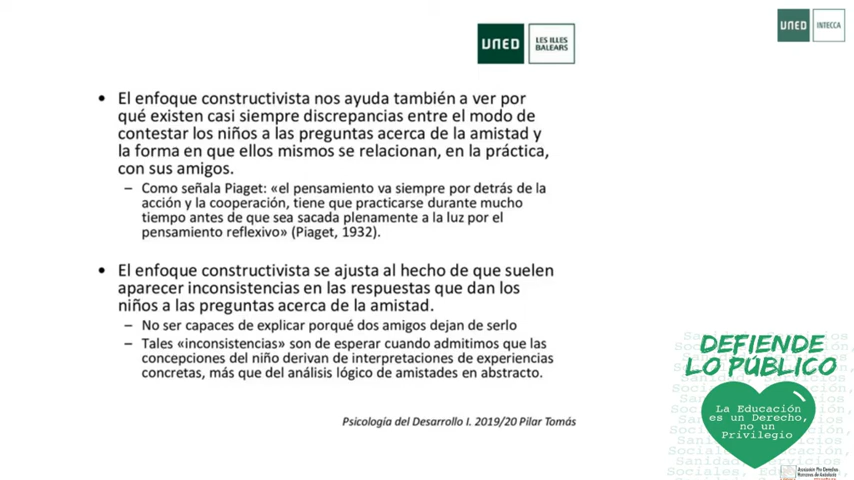 UNED
LES ILLES
BALEARS
UNED
INTECCA
• El enfoque constructivista nos ayuda también a ver por
qué existen casi siempre discrepancias entre el modo de
contestar los niños a las preguntas acerca de la amistad y
la forma en que ellos mismos se relacionan, en la práctica,
con sus amigos.
– Como señala Piaget: «el pensamiento va siempre por detrás de la
acción y la cooperación, tiene que practicarse durante mucho
tiempo antes de que sea sacada plenamente a la luz por el
pensamiento reflexivo» (Piaget, 1932).
• El enfoque constructivista se ajusta al hecho de que suelen
aparecer inconsistencias en las respuestas que dan los
niños a las preguntas acerca de la amistad.
– No ser capaces de explicar porqué dos amigos dejan de serlo
– Tales «inconsistencias» son de esperar cuando admitimos que las
concepciones del niño derivan de interpretaciones de experiencias
concretas, más que del análisis lógico de amistades en abstracto.
Psicología del Desarrollo I. 2019/20 Pilar Tomás
DEFIENDE
LO PÚBLICO
La Educación
es un Derecho,
no un
Privilegio